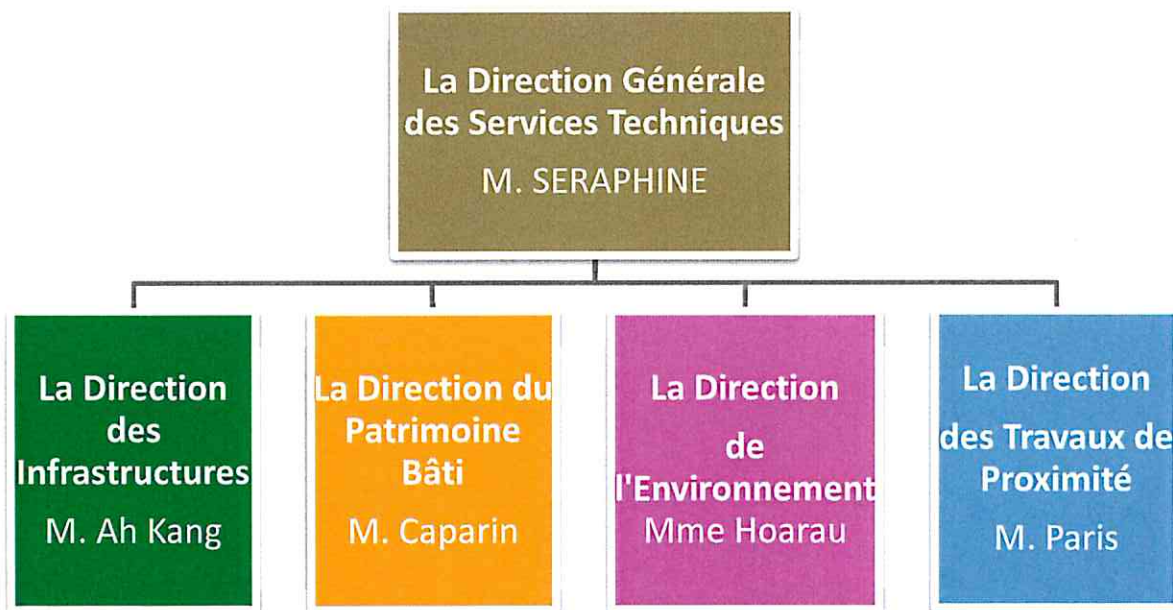 La Direction Générale
des Services Techniques
M. SERAPHINE
La Direction
des
Infrastructures
M. Ah Kang
La Direction du
Patrimoine
Bâti
M. Caparin
La Direction
de
l'Environnement
Mme Hoarau
La Direction
des Travaux de
Proximité
M. Paris